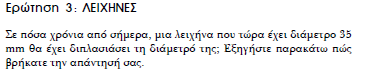 Ερώτηση 3: ΛΕΙΧΗΝΕΣ
Σε πόσα χρόνια από σήμερα, μια λειχήνα που τώρα έχει διάμετρο 35
mm θα έχει διπλασιάσει τη διάμετρό της; Εξηγήστε παρακάτω πώς
βρήκατε την απάντησή σας.